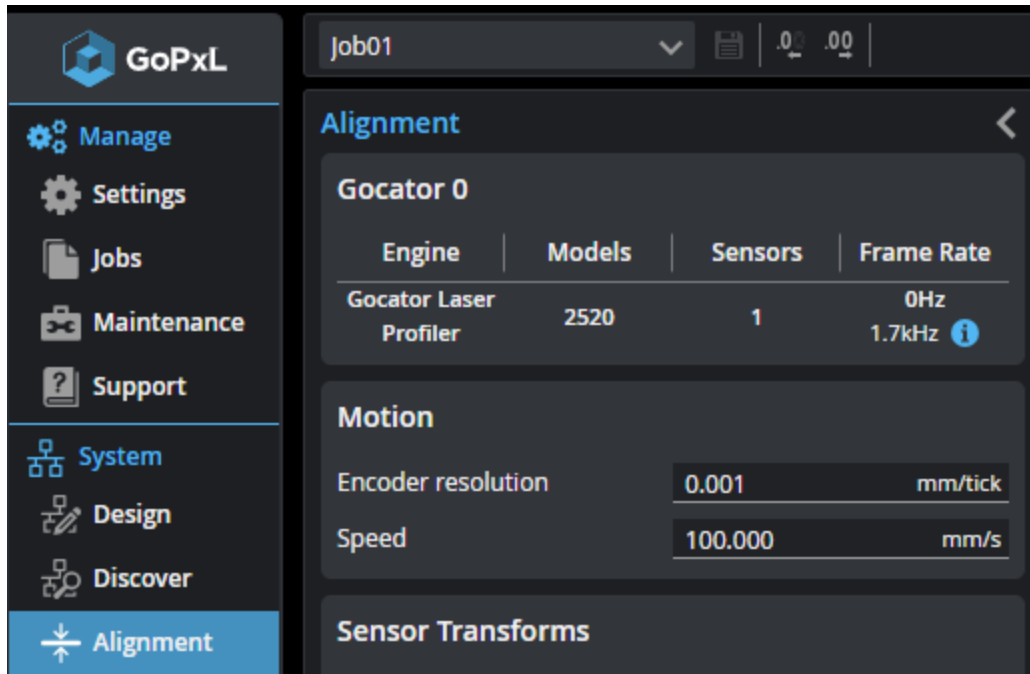 GoPxL
Job01
.00
.00
Manage
Settings
Jobs
Maintenance
Support
System
Design
Discover
Alignment
Alignment
Gocator 0
Engine Models Sensors Frame Rate
Gocator Laser Profiler 2520 1 0Hz
1.7kHz
Motion
Encoder resolution 0.001 mm/tick
Speed 100.000 mm/s
Sensor Transforms